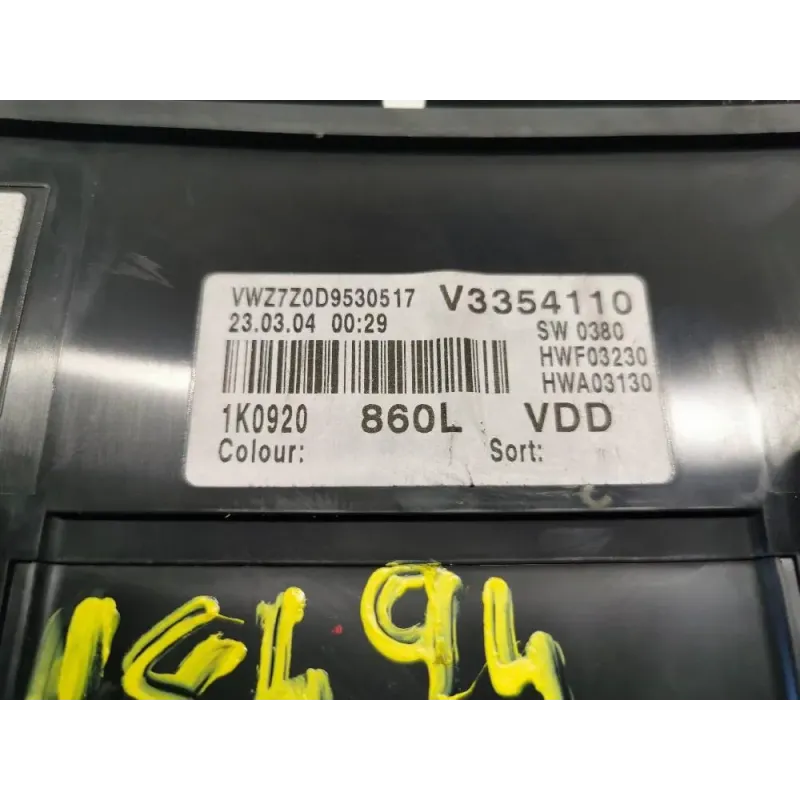 VWZ7Z0D9530517 V3354110
23.03.04 00:29 SW 0380
HWF03230
HWA03130
1K0920 860L VDD
Colour: Sort: